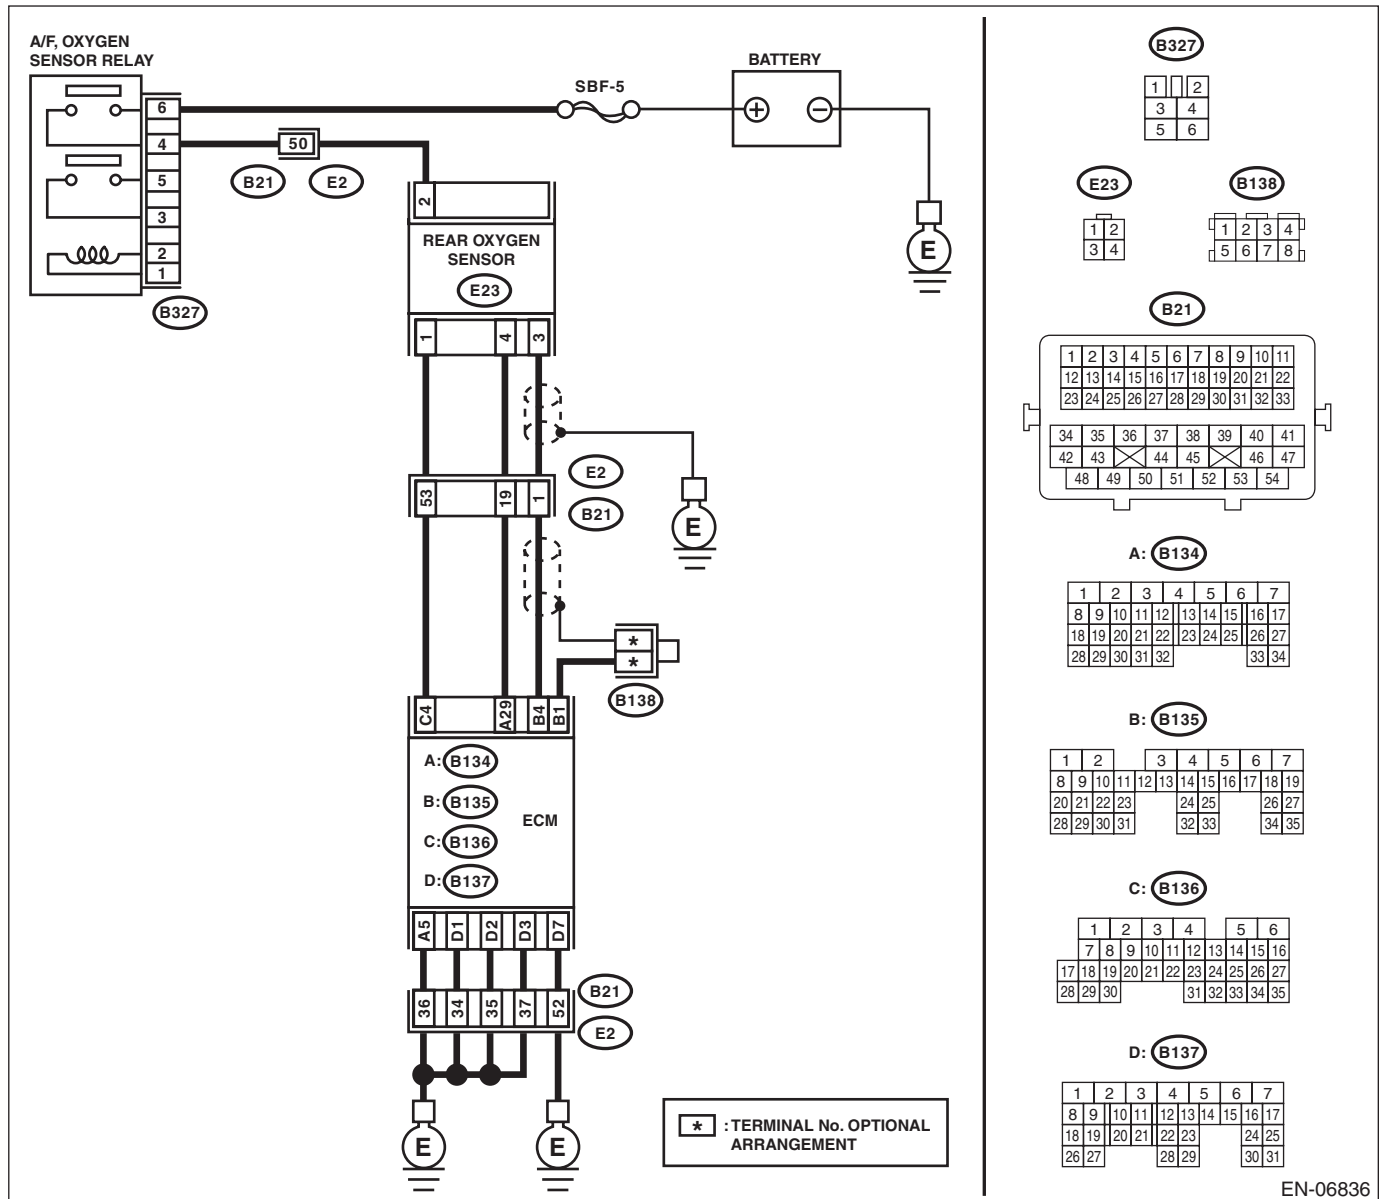 A/F, OXYGEN
SENSOR RELAY
6
4
5
3
2
1
B327
50
B21
E2
SBF-5
BATTERY
+
−
E
2
REAR OXYGEN
SENSOR
E23
1 4 3
E2
B21
53 19 1
E
*
*
B138
C4 A29 B4 B1
A: B134
B: B135
C: B136
D: B137
ECM
A5 D1 D2 D3 D7
36 34 35 37 52
B21
E2
E
E
* : TERMINAL No. OPTIONAL
ARRANGEMENT
B327
1 2
3 4
5 6
E23
1 2
3 4
B138
1 2 3 4
5 6 7 8
B21
1 2 3 4 5 6 7 8 9 10 11
12 13 14 15 16 17 18 19 20 21 22
23 24 25 26 27 28 29 30 31 32 33
34 35 36 37 38 39 40 41
42 43 44 45 46 47
48 49 50 51 52 53 54
A: B134
1 2 3 4 5 6 7
8 9 10 11 12 13 14 15 16 17
18 19 20 21 22 23 24 25 26 27
28 29 30 31 32 33 34
B: B135
1 2 3 4 5 6 7
8 9 10 11 12 13 14 15 16 17 18 19
20 21 22 23 24 25 26 27
28 29 30 31 32 33 34 35
C: B136
1 2 3 4 5 6
7 8 9 10 11 12 13 14 15 16
17 18 19 20 21 22 23 24 25 26 27
28 29 30 31 32 33 34 35
D: B137
1 2 3 4 5 6 7
8 9 10 11 12 13 14 15 16 17
18 19 20 21 22 23 24 25
26 27 28 29 30 31
EN-06836